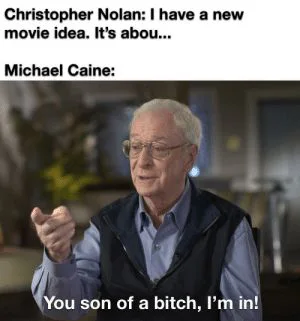 Christopher Nolan: I have a new
movie idea. It's abou...
Michael Caine:
You son of a bitch, I'm in!